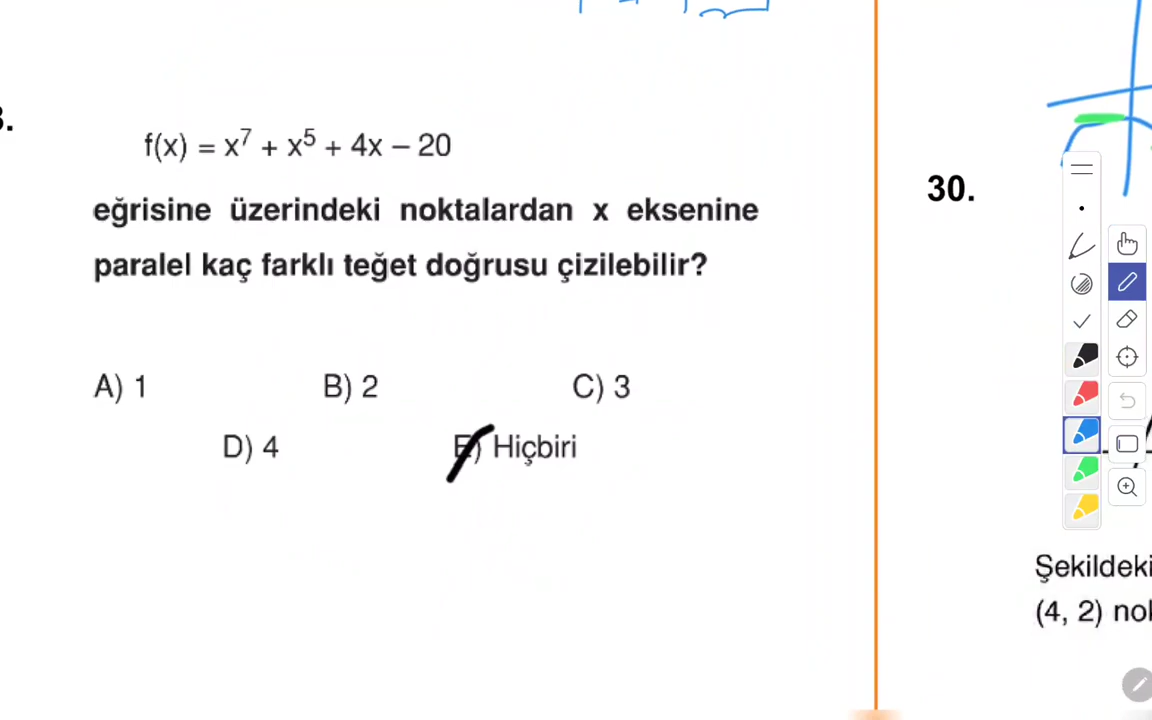 3.
f(x) = x⁷ + x⁵ + 4x – 20
eğrisine üzerindeki noktalardan x eksenine
paralel kaç farklı teğet doğrusu çizilebilir?
A) 1 B) 2 C) 3
D) 4 E) Hiçbiri
30.
Şekildeki
(4, 2)